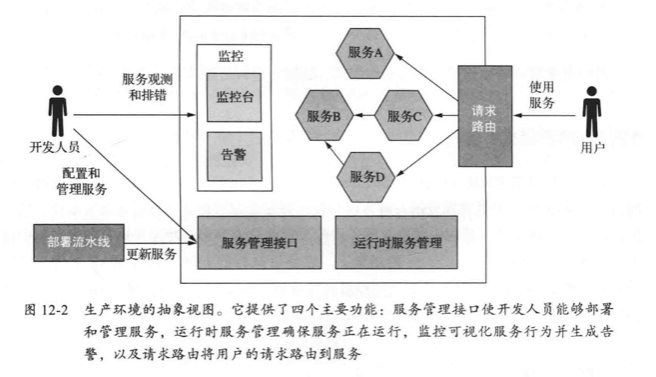 监控
服务观测
和排错
监控台
告警
服务A
服务B
服务C
服务D
请求
路由
使用
服务
开发人员
用户
配置和
管理服务
部署流水线
更新服务
服务管理接口
运行时服务管理
图 12-2 生产环境的抽象视图。它提供了四个主要功能：服务管理接口使开发人员能够部署
和管理服务，运行时服务管理确保服务正在运行，监控可视化服务行为并生成告
警，以及请求路由将用户的请求路由到服务